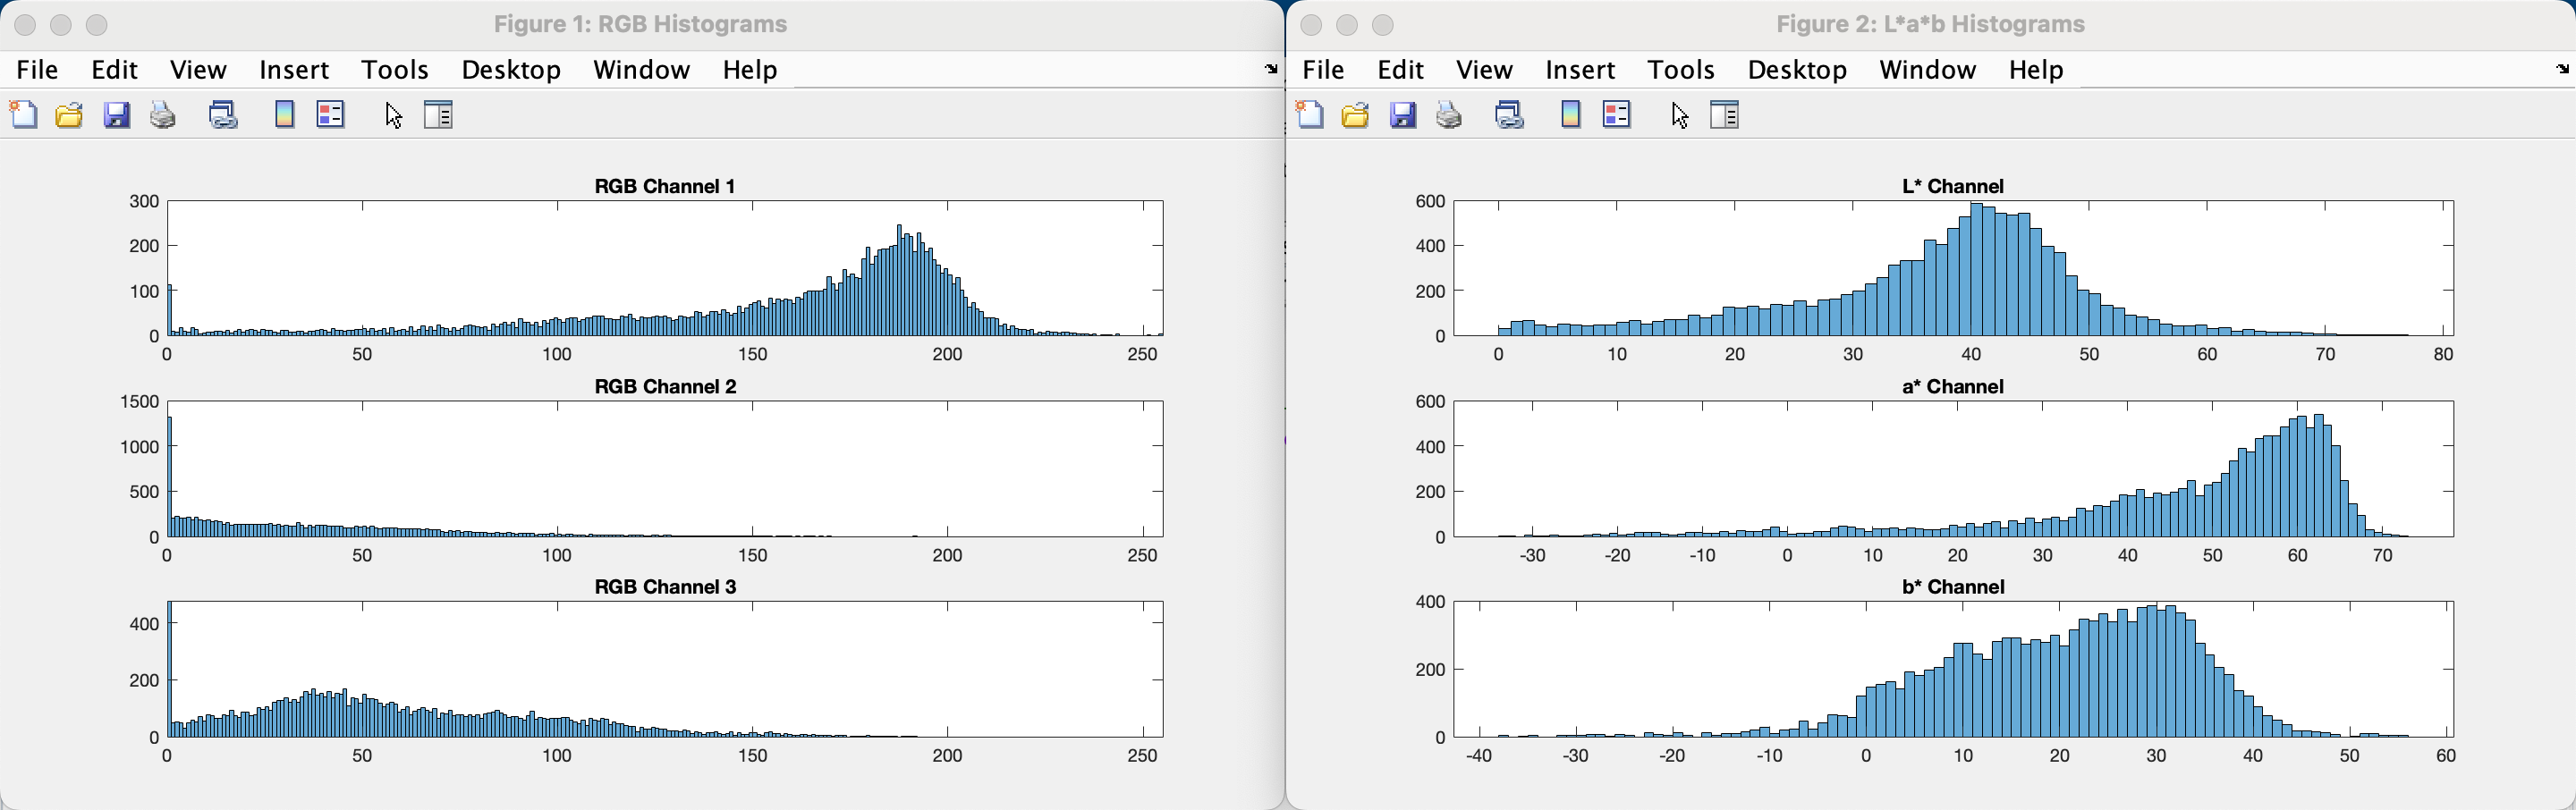 Figure 1: RGB Histograms
File Edit View Insert Tools Desktop Window Help
RGB Channel 1
300
200
100
0
0 50 100 150 200 250
RGB Channel 2
1500
1000
500
0
0 50 100 150 200 250
RGB Channel 3
400
200
0
0 50 100 150 200 250
Figure 2: L*a*b Histograms
File Edit View Insert Tools Desktop Window Help
L* Channel
600
400
200
0
0 10 20 30 40 50 60 70 80
a* Channel
600
400
200
0
-30 -20 -10 0 10 20 30 40 50 60 70
b* Channel
400
200
0
-40 -30 -20 -10 0 10 20 30 40 50 60